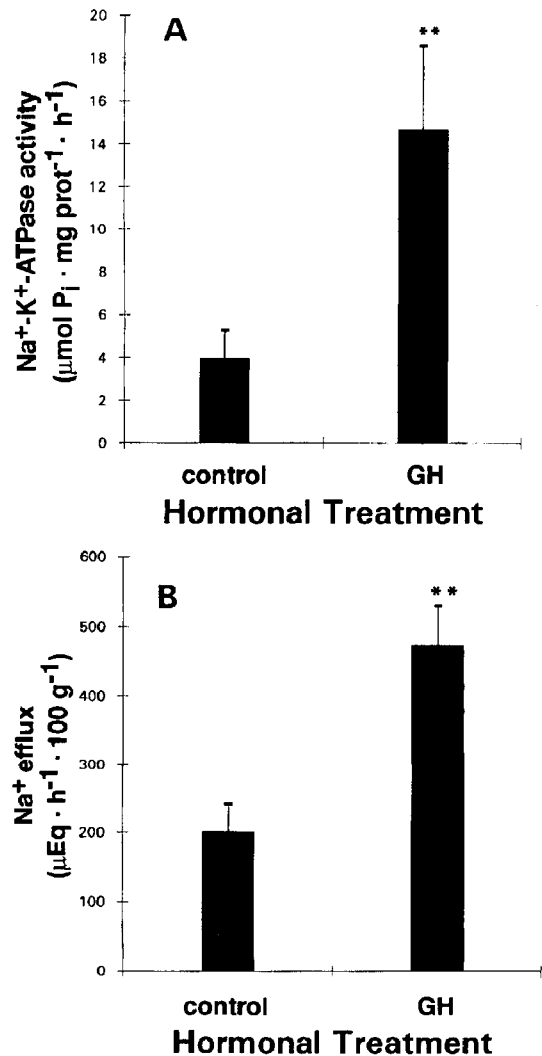 A
**
Na⁺-K⁺-ATPase activity
(μmol Pᵢ · mg prot⁻¹ · h⁻¹)
20
18
16
14
12
10
8
6
4
2
0
control GH
Hormonal Treatment
B
**
Na⁺ efflux
(μEq · h⁻¹ · 100 g⁻¹)
600
500
400
300
200
100
0
control GH
Hormonal Treatment